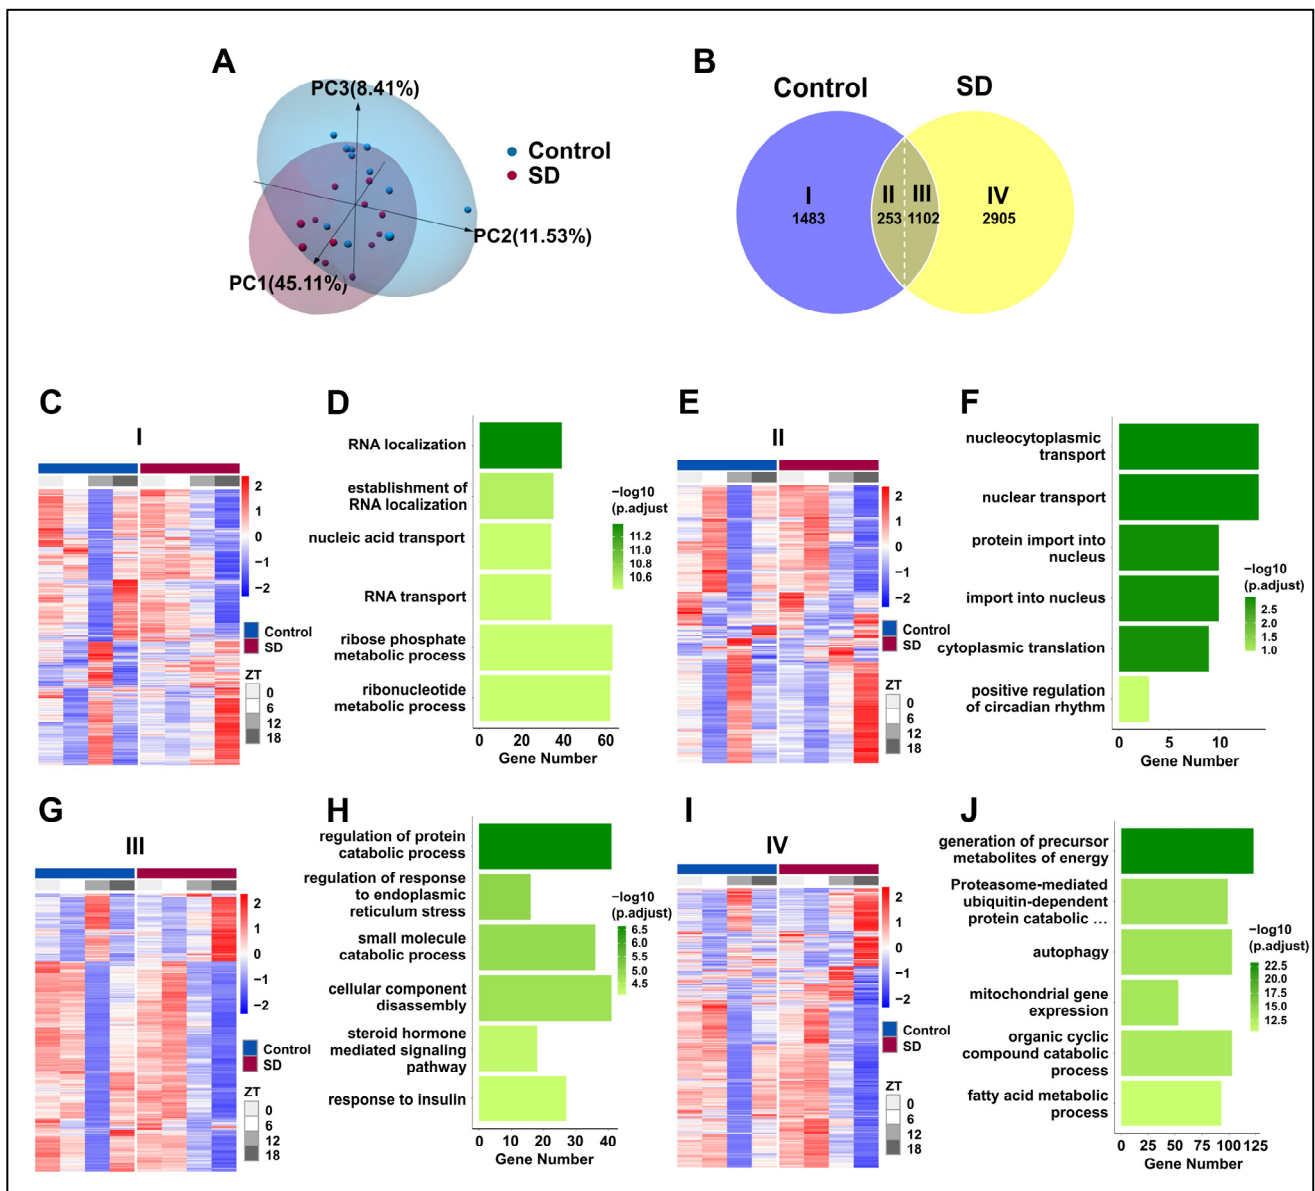 A
PC3(8.41%)
Control
SD
PC2(11.53%)
PC1(45.11%)
B
Control
SD
I
II
III
IV
1483
253
1102
2905
C
I
2
1
0
−1
−2
Control
SD
ZT
0
6
12
18
D
RNA localization
establishment of
RNA localization
nucleic acid transport
RNA transport
ribose phosphate
metabolic process
ribonucleotide
metabolic process
0
20
40
60
Gene Number
−log10
(p.adjust
11.2
11.0
10.8
10.6
E
II
2
1
0
−1
−2
Control
SD
ZT
0
6
12
18
F
nucleocytoplasmic
transport
nuclear transport
protein import into
nucleus
import into nucleus
cytoplasmic translation
positive regulation
of circadian rhythm
0
5
10
Gene Number
−log10
(p.adjust)
2.5
2.0
1.5
1.0
G
III
2
1
0
−1
−2
Control
SD
ZT
0
6
12
18
H
regulation of protein
catabolic process
regulation of response
to endoplasmic
reticulum stress
small molecule
catabolic process
cellular component
disassembly
steroid hormone
mediated signaling
pathway
response to insulin
0
10
20
30
40
Gene Number
−log10
(p.adjust)
6.5
6.0
5.5
5.0
4.5
I
IV
2
1
0
−1
−2
Control
SD
ZT
0
6
12
18
J
generation of precursor
metabolites of energy
Proteasome-mediated
ubiquitin-dependent
protein catabolic ...
autophagy
mitochondrial gene
expression
organic cyclic
compound catabolic
process
fatty acid metabolic
process
0
25
50
75
100
125
Gene Number
−log10
(p.adjust)
22.5
20.0
17.5
15.0
12.5